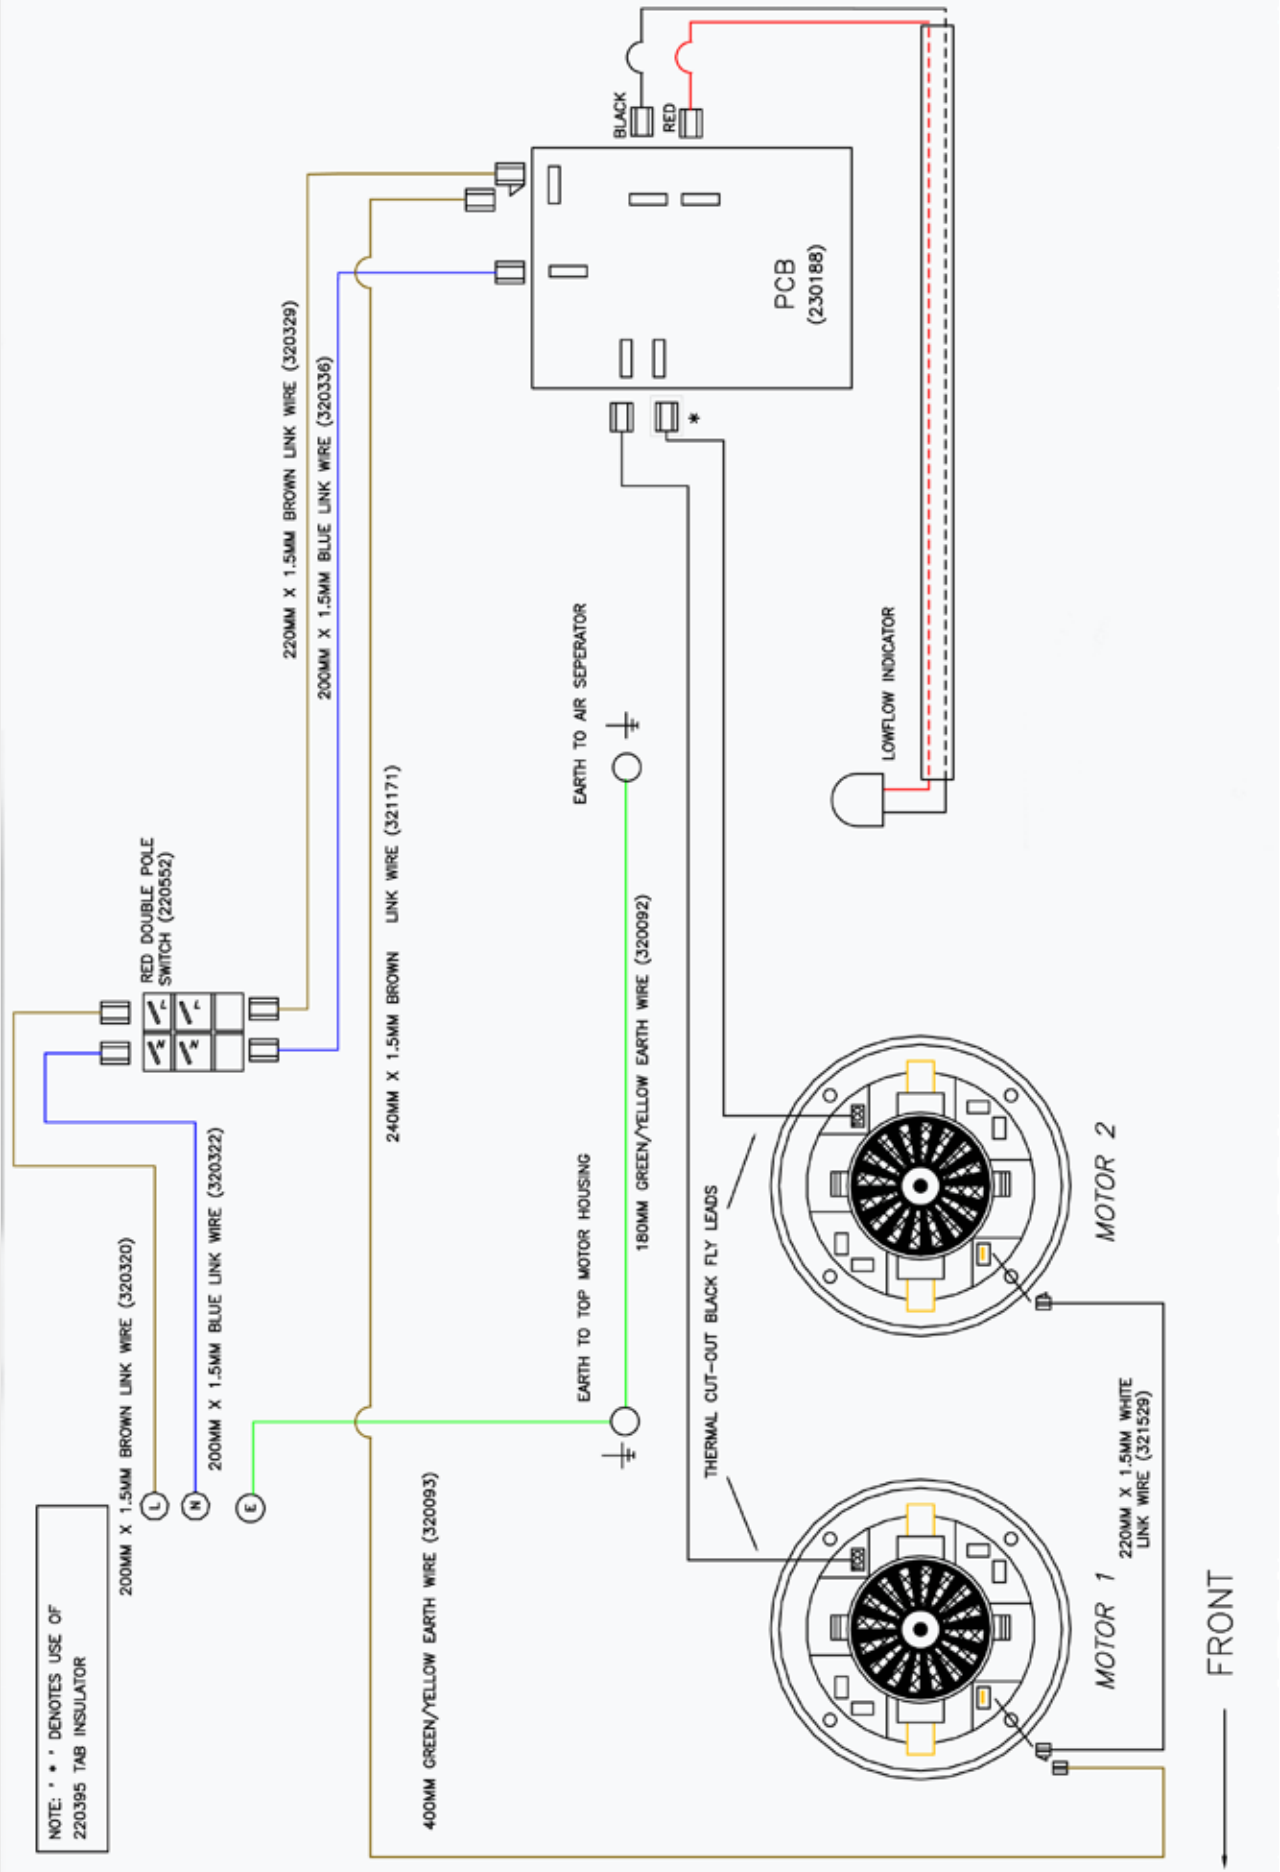 NOTE: ' * ' DENOTES USE OF
220395 TAB INSULATOR
200MM X 1.5MM BROWN LINK WIRE (320320)
L
N
E
200MM X 1.5MM BLUE LINK WIRE (320322)
RED DOUBLE POLE
SWITCH (220552)
L
L
N
N
220MM X 1.5MM BROWN LINK WIRE (320329)
200MM X 1.5MM BLUE LINK WIRE (320336)
240MM X 1.5MM BROWN LINK WIRE (321171)
400MM GREEN/YELLOW EARTH WIRE (320093)
EARTH TO TOP MOTOR HOUSING
EARTH TO AIR SEPERATOR
180MM GREEN/YELLOW EARTH WIRE (320092)
BLACK
RED
PCB
(230188)
*
THERMAL CUT-OUT BLACK FLY LEADS
LOWFLOW INDICATOR
MOTOR 1
MOTOR 2
220MM X 1.5MM WHITE
LINK WIRE (321529)
FRONT